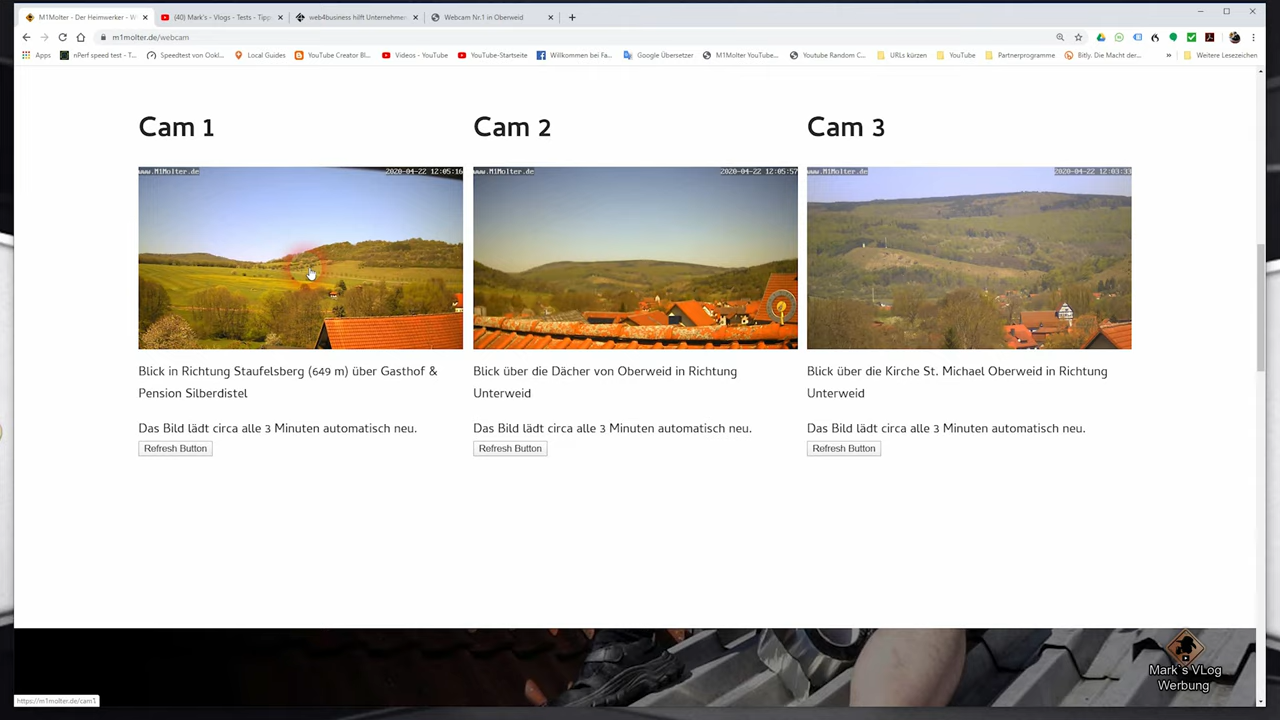 M1Molter - Der Heimwerker - W
(40) Mark's - Vlogs - Tests - Tipp
web4business hilft Unternehme
Webcam Nr.1 in Oberweid
m1molter.de/webcam
Apps
nPerf speed test - T...
Speedtest von Ookl...
Local Guides
YouTube Creator Bl...
Videos - YouTube
YouTube-Startseite
Willkommen bei Fa...
Google Übersetzer
M1Molter YouTube...
Youtube Random C...
URLs kürzen
YouTube
Partnerprogramme
Bitly. Die Macht der...
»
Weitere Lesezeichen
Cam 1
Cam 2
Cam 3
www.M1Molter.de
2020-04-22 12:05:16
www.M1Molter.de
2020-04-22 12:05:57
www.M1Molter.de
2020-04-22 12:03:33
Blick in Richtung Staufelsberg (649 m) über Gasthof &
Pension Silberdistel
Blick über die Dächer von Oberweid in Richtung
Unterweid
Blick über die Kirche St. Michael Oberweid in Richtung
Unterweid
Das Bild lädt circa alle 3 Minuten automatisch neu.
Das Bild lädt circa alle 3 Minuten automatisch neu.
Das Bild lädt circa alle 3 Minuten automatisch neu.
Refresh Button
Refresh Button
Refresh Button
Mark`s VLog
Werbung
https://m1molter.de/cam1